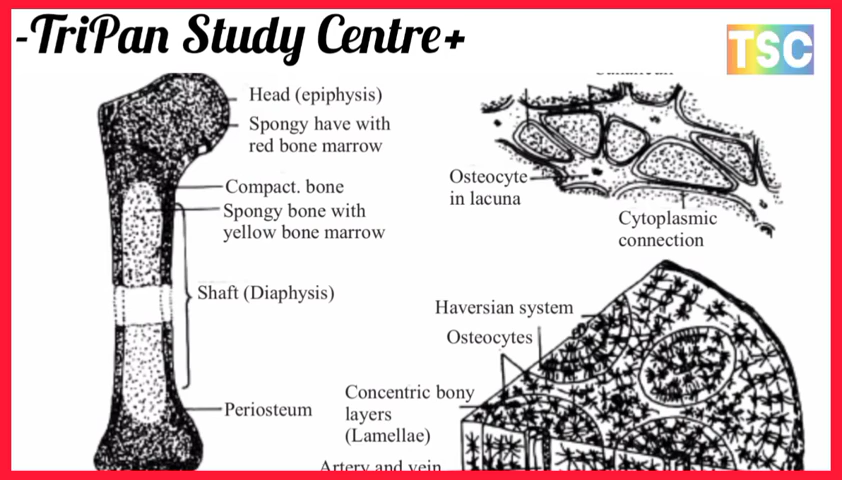 -TriPan Study Centre+
TSC
Head (epiphysis)
Spongy have with
red bone marrow
Compact. bone
Spongy bone with
yellow bone marrow
Shaft (Diaphysis)
Periosteum
Osteocyte
in lacuna
Cytoplasmic
connection
Haversian system
Osteocytes
Concentric bony
layers
(Lamellae)
Artery and vein